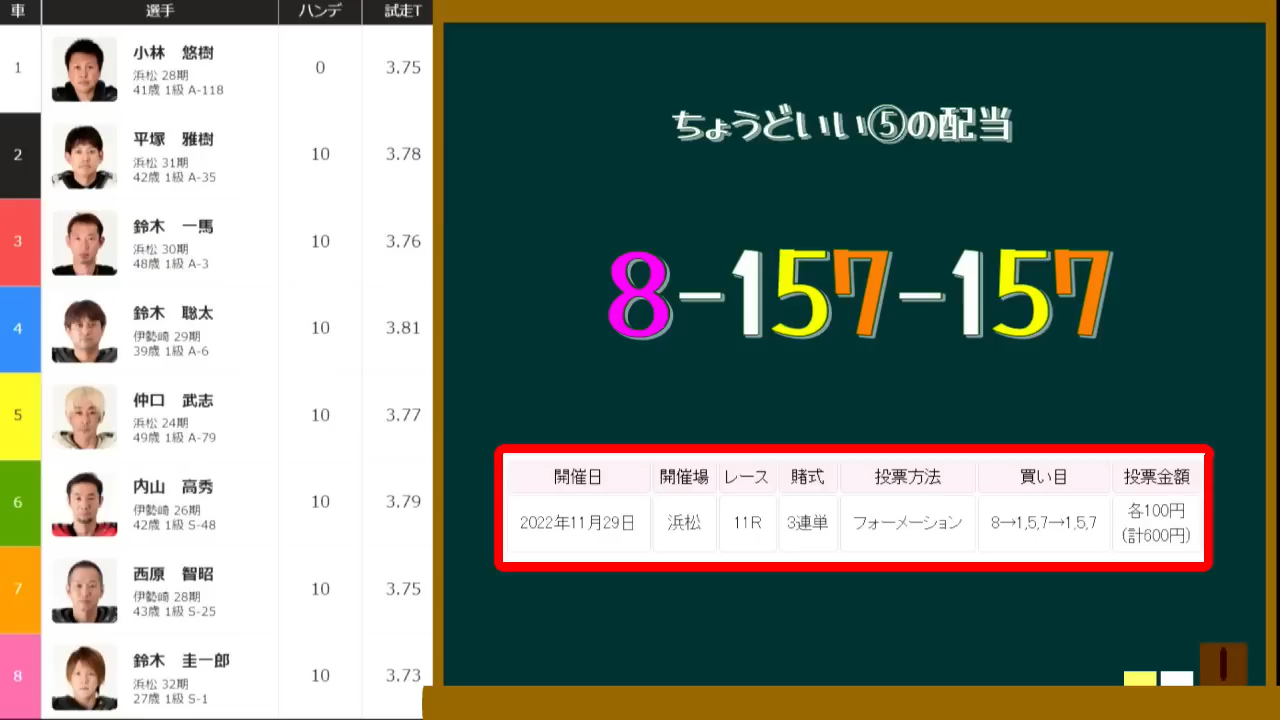 車 選手 ハンデ 試走T
1 小林 悠樹 0 3.75
浜松 28期
41歳 1級 A-118
2 平塚 雅樹 10 3.78
浜松 31期
42歳 1級 A-35
3 鈴木 一馬 10 3.76
浜松 30期
48歳 1級 A-3
4 鈴木 聡太 10 3.81
伊勢崎 29期
39歳 1級 A-6
5 仲口 武志 10 3.77
浜松 24期
49歳 1級 A-79
6 内山 高秀 10 3.79
伊勢崎 26期
42歳 1級 S-48
7 西原 智昭 10 3.75
伊勢崎 28期
43歳 1級 S-25
8 鈴木 圭一郎 10 3.73
浜松 32期
27歳 1級 S-1
ちょうどいい⑤の配当
8-157-157
開催日 開催場 レース 賭式 投票方法 買い目 投票金額
2022年11月29日 浜松 11R 3連単 フォーメーション 8→1,5,7→1,5,7 各100円
(計600円)